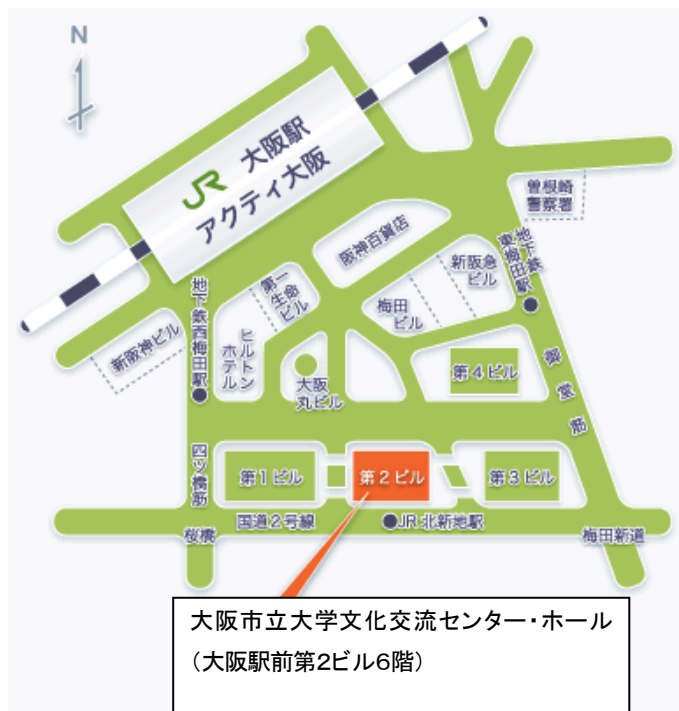 N
JR 大阪駅
アクティ大阪
曽根崎
警察署
阪神百貨店
地下鉄
東梅田駅
新阪急
ビル
第一
生命
ビル
梅田
ビル
地下鉄西梅田駅
ヒルトン
ホテル
新阪神ビル
大阪
丸ビル
第4ビル
御堂筋
四ツ橋筋
第1ビル
第2ビル
第3ビル
国道2号線
●JR北新地駅
桜橋
梅田新道
大阪市立大学文化交流センター・ホール
（大阪駅前第2ビル6階）